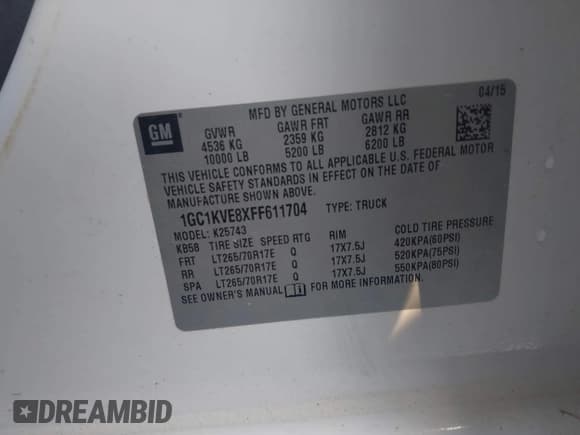 MFD BY GENERAL MOTORS LLC 04/15
GM
GVWR GAWR FRT GAWR RR
4536 KG 2359 KG 2812 KG
10000 LB 5200 LB 6200 LB
THIS VEHICLE CONFORMS TO ALL APPLICABLE U.S. FEDERAL MOTOR
VEHICLE SAFETY STANDARDS IN EFFECT ON THE DATE OF
MANUFACTURE SHOWN ABOVE.
1GC1KVE8XFF611704 TYPE: TRUCK
MODEL: K25743
KB58 TIRE SIZE SPEED RTG RIM COLD TIRE PRESSURE
FRT LT265/70R17E Q 17X7.5J 420KPA(60PSI)
RR LT265/70R17E Q 17X7.5J 520KPA(75PSI)
SPA LT265/70R17E Q 17X7.5J 550KPA(80PSI)
SEE OWNER'S MANUAL FOR MORE INFORMATION.
DREAMBID